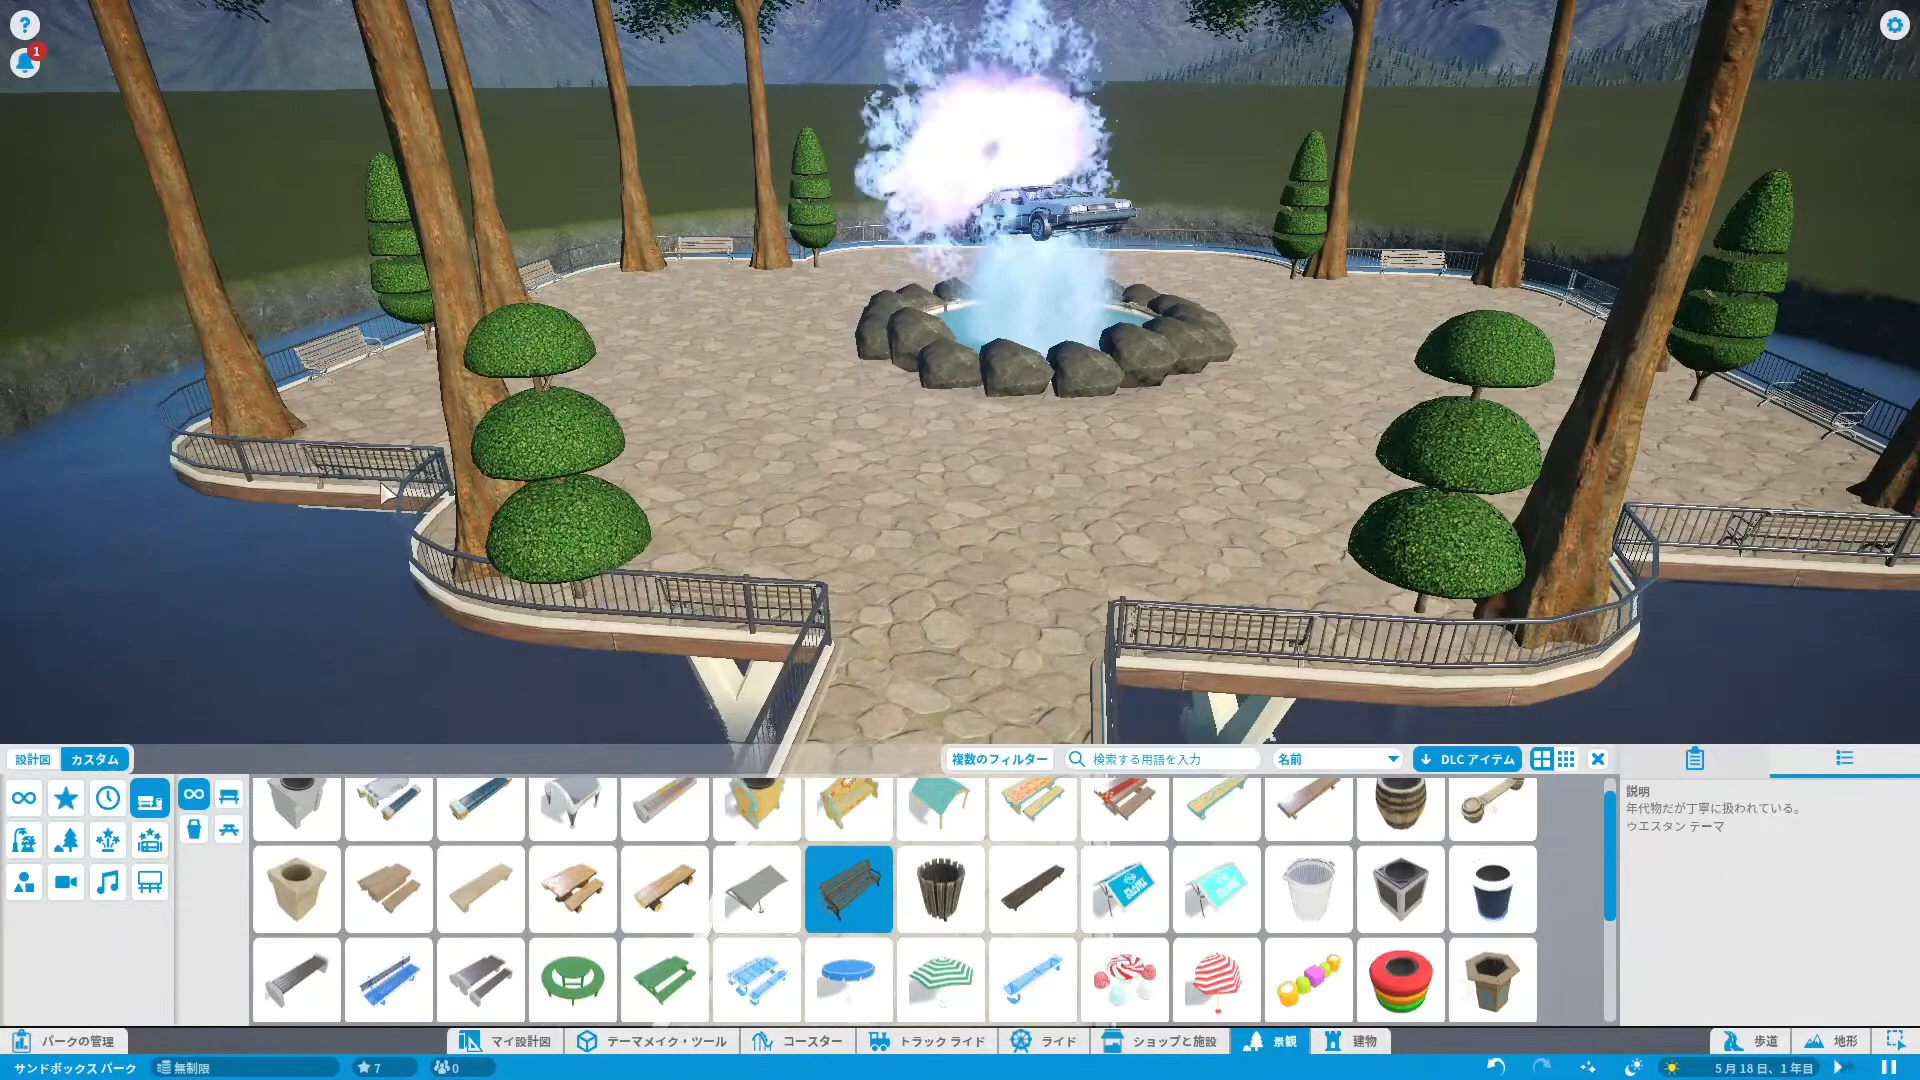 ?
1
設計図
カスタム
複数のフィルター
検索する用語を入力
名前
DLC アイテム
説明
年代物だが丁寧に扱われている。
ウエスタン テーマ
パークの管理
マイ設計図
テーマメイク・ツール
コースター
トラック ライド
ライド
ショップと施設
景観
建物
歩道
地形
サンドボックス パーク
無制限
7
0
5 月 18 日、1 年目